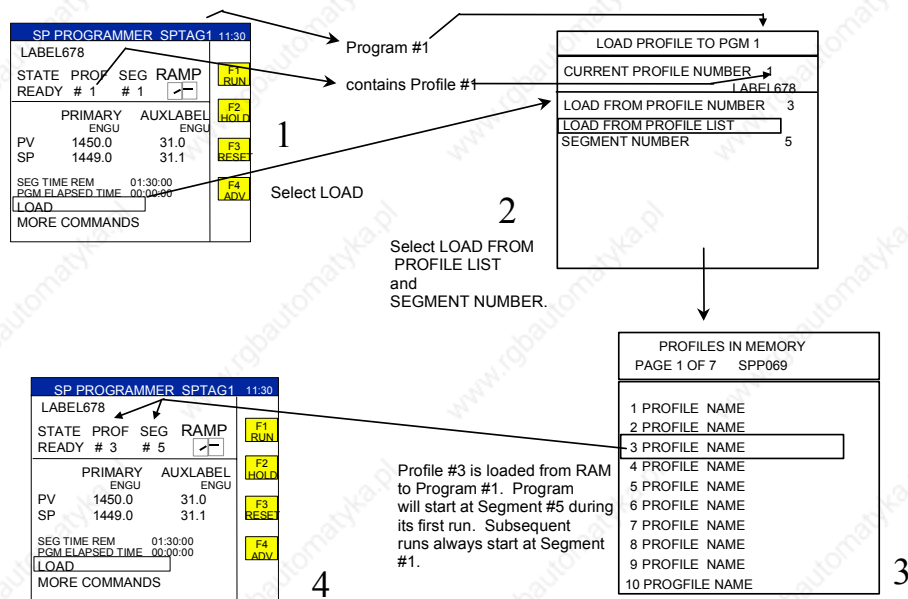 SP PROGRAMMER SPTAG1 11:30
LABEL678
STATE PROF SEG RAMP
READY # 1 # 1
PRIMARY AUXLABEL
ENGU ENGU
PV 1450.0 31.0
SP 1449.0 31.1
SEG TIME REM 01:30:00
PGM ELAPSED TIME 00:00:00
LOAD
MORE COMMANDS
F1
RUN
F2
HOLD
F3
RESET
F4
ADV
1
Program #1
contains Profile #1
Select LOAD
LOAD PROFILE TO PGM 1
CURRENT PROFILE NUMBER 1
LABEL678
LOAD FROM PROFILE NUMBER 3
LOAD FROM PROFILE LIST
SEGMENT NUMBER 5
2
Select LOAD FROM
PROFILE LIST
and
SEGMENT NUMBER.
PROFILES IN MEMORY
PAGE 1 OF 7 SPP069
1 PROFILE NAME
2 PROFILE NAME
3 PROFILE NAME
4 PROFILE NAME
5 PROFILE NAME
6 PROFILE NAME
7 PROFILE NAME
8 PROFILE NAME
9 PROFILE NAME
10 PROGFILE NAME
3
Profile #3 is loaded from RAM
to Program #1. Program
will start at Segment #5 during
its first run. Subsequent
runs always start at Segment
#1.
SP PROGRAMMER SPTAG1 11:30
LABEL678
STATE PROF SEG RAMP
READY # 3 # 5
PRIMARY AUXLABEL
ENGU ENGU
PV 1450.0 31.0
SP 1449.0 31.1
SEG TIME REM 01:30:00
PGM ELAPSED TIME 00:00:00
LOAD
MORE COMMANDS
F1
RUN
F2
HOLD
F3
RESET
F4
ADV
4
www.rgbautomatyka.pl